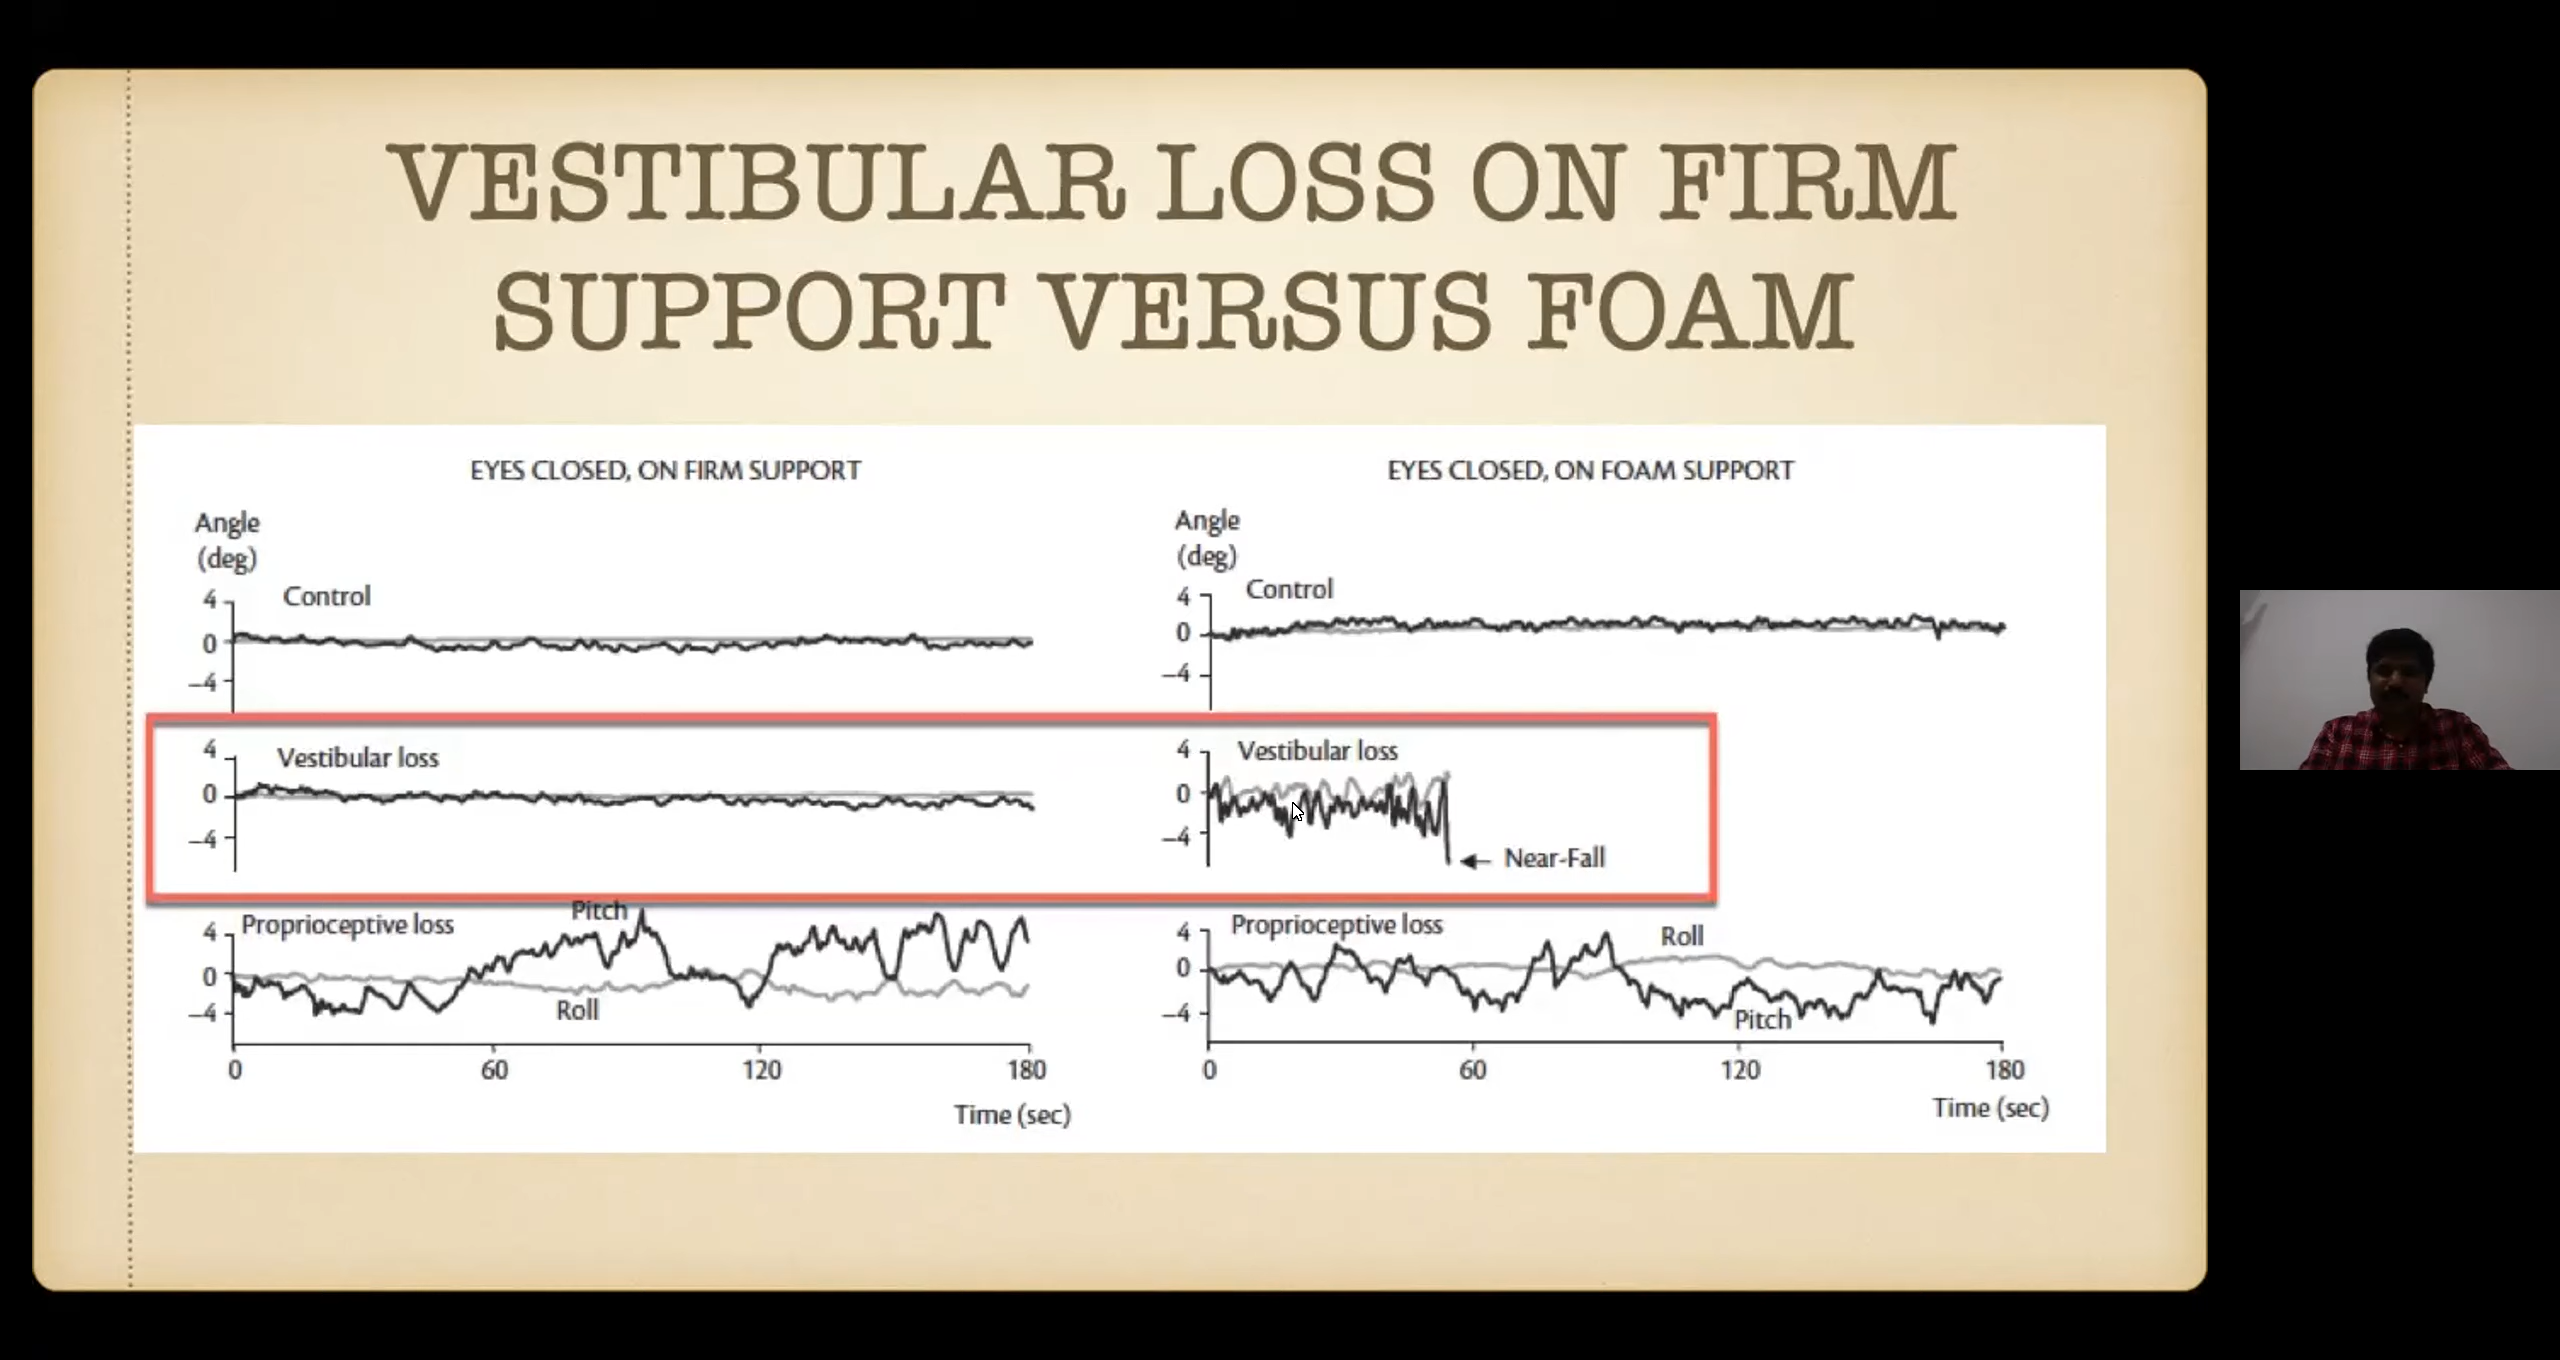 VESTIBULAR LOSS ON FIRM
SUPPORT VERSUS FOAM
EYES CLOSED, ON FIRM SUPPORT
Angle
(deg)
Control
4
0
–4
Vestibular loss
4
0
–4
Proprioceptive loss
Pitch
4
0
–4
Roll
0 60 120 180
Time (sec)
EYES CLOSED, ON FOAM SUPPORT
Angle
(deg)
Control
4
0
–4
Vestibular loss
4
0
–4
Near-Fall
Proprioceptive loss
Roll
4
0
–4
Pitch
0 60 120 180
Time (sec)